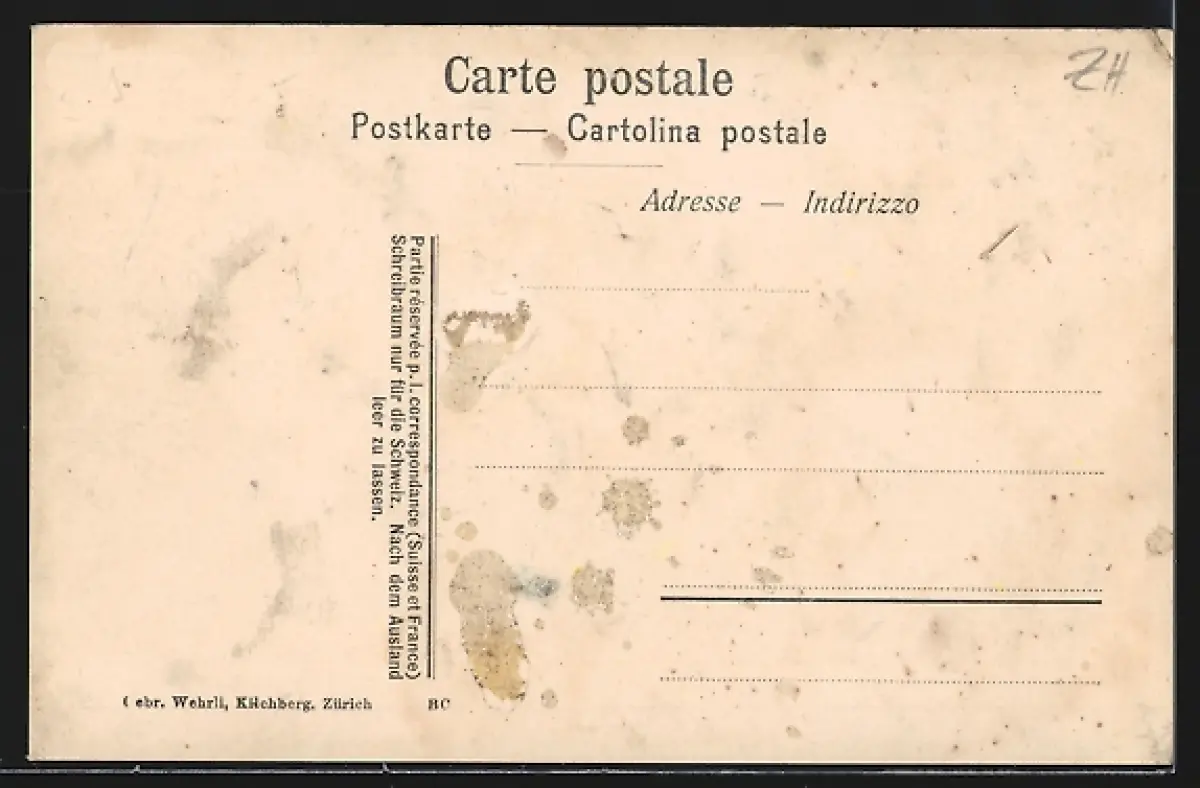 Carte postale
ZH
Postkarte — Cartolina postale
Adresse — Indirizzo
Partie réservée p. l. correspondance (Suisse et France)
Schreibraum nur für die Schweiz. Nach dem Ausland
leer zu lassen.
Gebr. Wehrli, Kilchberg, Zürich
BC